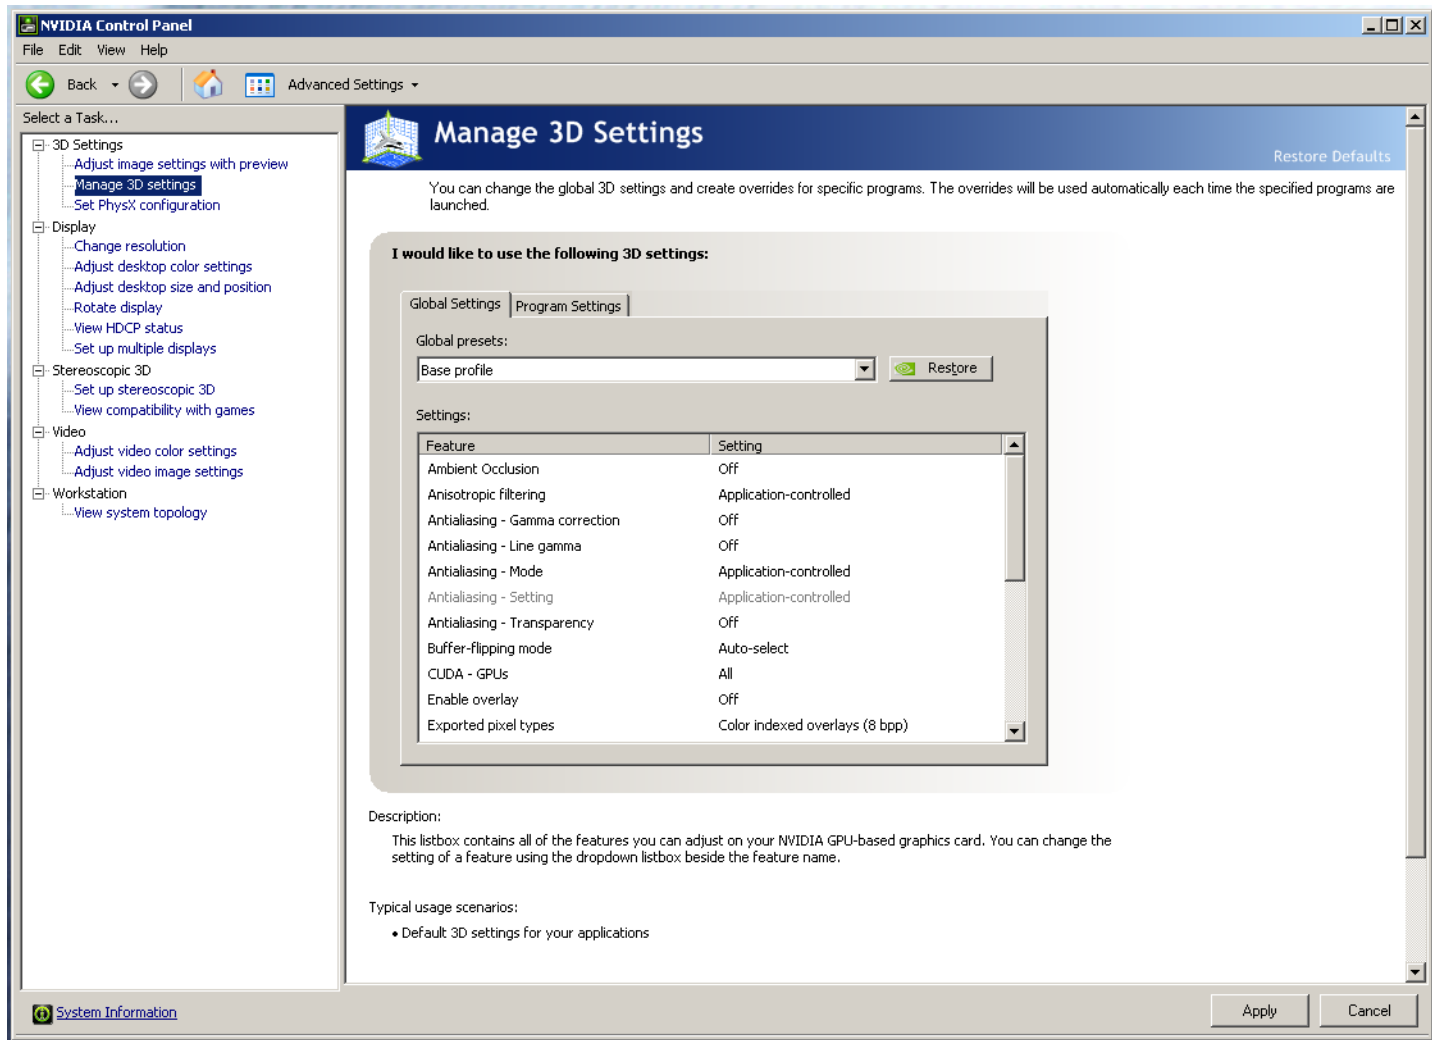 NVIDIA Control Panel
File Edit View Help
Back Advanced Settings
Select a Task...
3D Settings
Adjust image settings with preview
Manage 3D settings
Set PhysX configuration
Display
Change resolution
Adjust desktop color settings
Adjust desktop size and position
Rotate display
View HDCP status
Set up multiple displays
Stereoscopic 3D
Set up stereoscopic 3D
View compatibility with games
Video
Adjust video color settings
Adjust video image settings
Workstation
View system topology
Manage 3D Settings
Restore Defaults
You can change the global 3D settings and create overrides for specific programs. The overrides will be used automatically each time the specified programs are
launched.
I would like to use the following 3D settings:
Global Settings Program Settings
Global presets:
Base profile Restore
Settings:
Feature Setting
Ambient Occlusion Off
Anisotropic filtering Application-controlled
Antialiasing - Gamma correction Off
Antialiasing - Line gamma Off
Antialiasing - Mode Application-controlled
Antialiasing - Setting Application-controlled
Antialiasing - Transparency Off
Buffer-flipping mode Auto-select
CUDA - GPUs All
Enable overlay Off
Exported pixel types Color indexed overlays (8 bpp)
Description:
This listbox contains all of the features you can adjust on your NVIDIA GPU-based graphics card. You can change the
setting of a feature using the dropdown listbox beside the feature name.
Typical usage scenarios:
• Default 3D settings for your applications
System Information
Apply Cancel